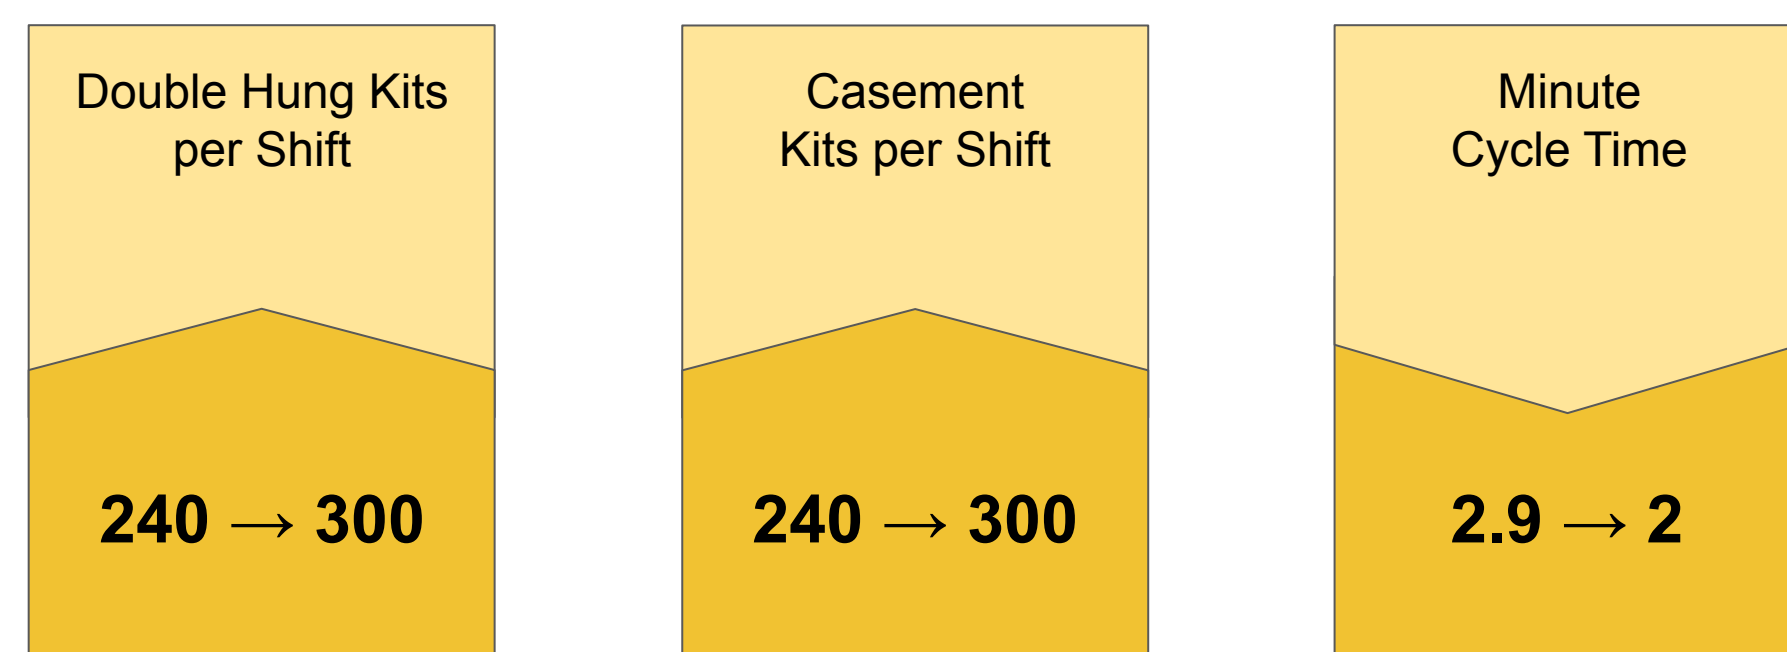 Double Hung Kits
per Shift
240 → 300
Casement
Kits per Shift
240 → 300
Minute
Cycle Time
2.9 → 2